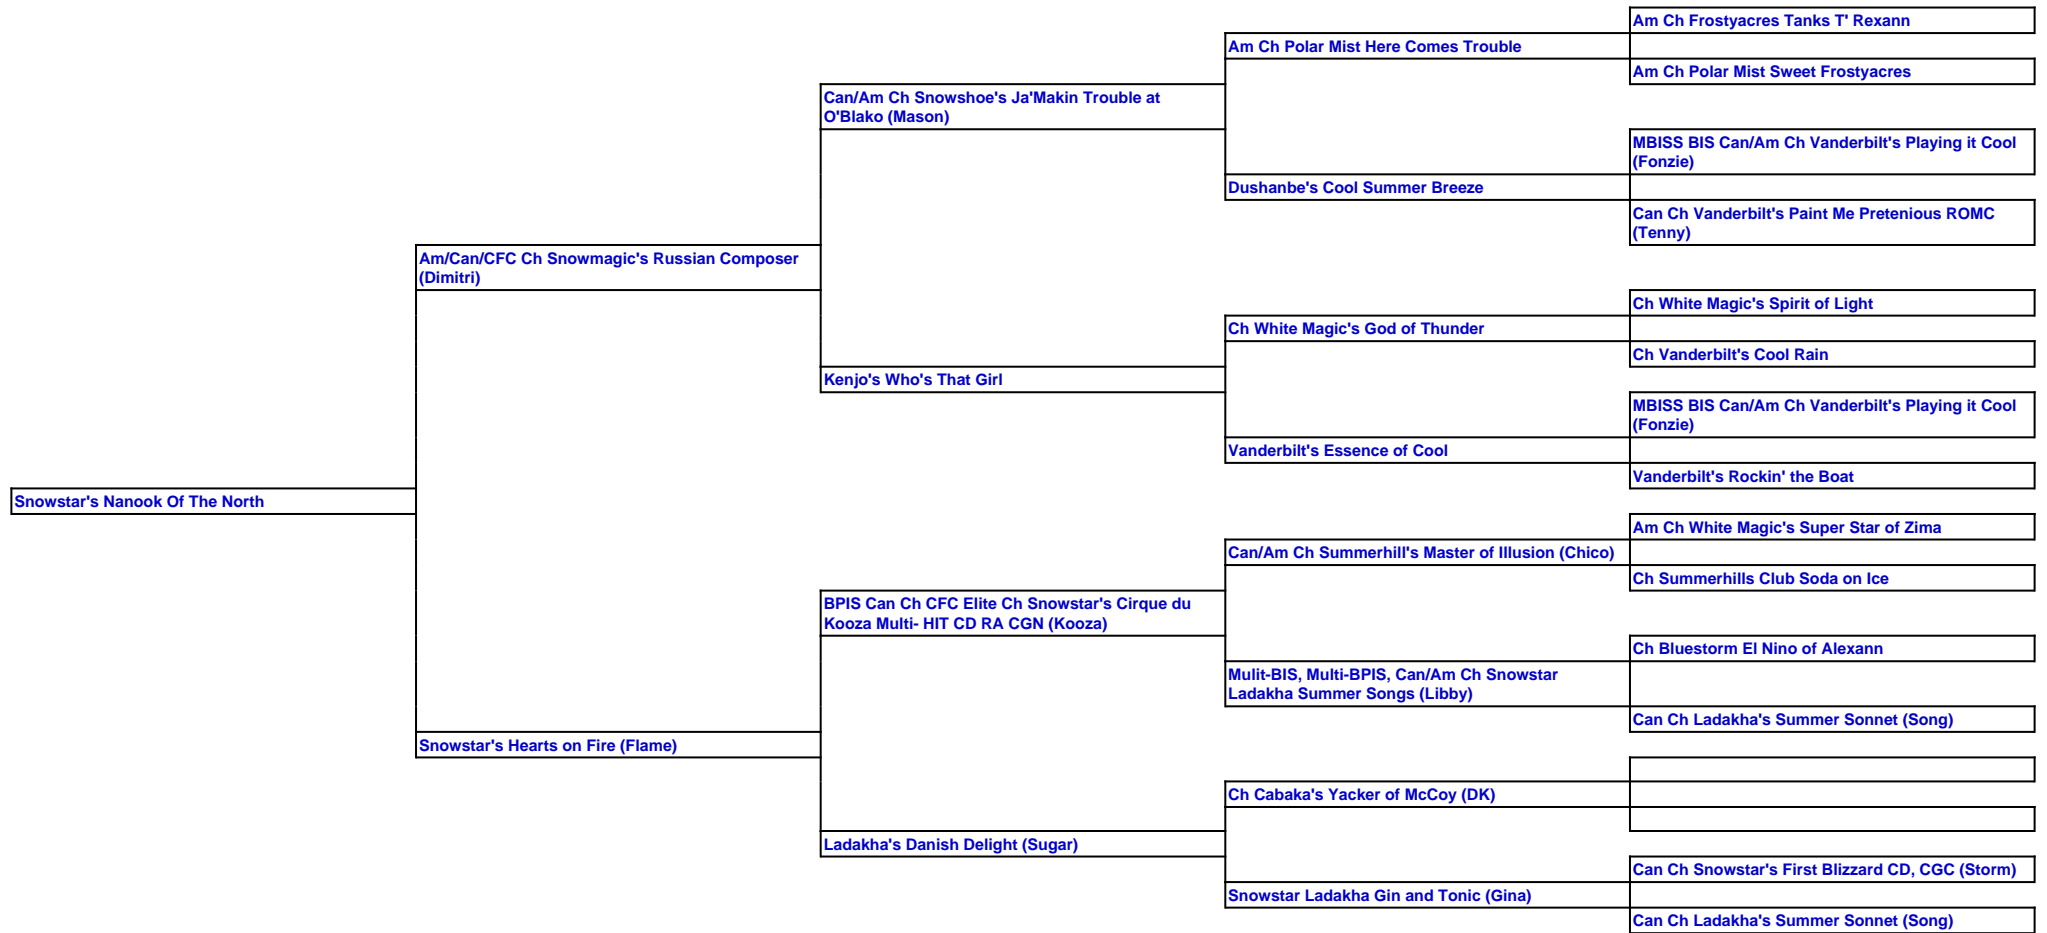 Am Ch Frostyacres Tanks T' Rexann
Am Ch Polar Mist Here Comes Trouble
Am Ch Polar Mist Sweet Frostyacres
Can/Am Ch Snowshoe's Ja'Makin Trouble at
O'Blako (Mason)
MBISS BIS Can/Am Ch Vanderbilt's Playing it Cool
(Fonzie)
Dushanbe's Cool Summer Breeze
Can Ch Vanderbilt's Paint Me Pretenious ROMC
(Tenny)
Am/Can/CFC Ch Snowmagic's Russian Composer
(Dimitri)
Ch White Magic's Spirit of Light
Ch White Magic's God of Thunder
Ch Vanderbilt's Cool Rain
Kenjo's Who's That Girl
MBISS BIS Can/Am Ch Vanderbilt's Playing it Cool
(Fonzie)
Vanderbilt's Essence of Cool
Vanderbilt's Rockin' the Boat
Snowstar's Nanook Of The North
Am Ch White Magic's Super Star of Zima
Can/Am Ch Summerhill's Master of Illusion (Chico)
Ch Summerhills Club Soda on Ice
BPIS Can Ch CFC Elite Ch Snowstar's Cirque du
Kooza Multi- HIT CD RA CGN (Kooza)
Ch Bluestorm El Nino of Alexann
Mulit-BIS, Multi-BPIS, Can/Am Ch Snowstar
Ladakha Summer Songs (Libby)
Can Ch Ladakha's Summer Sonnet (Song)
Snowstar's Hearts on Fire (Flame)
Ch Cabaka's Yacker of McCoy (DK)
Ladakha's Danish Delight (Sugar)
Can Ch Snowstar's First Blizzard CD, CGC (Storm)
Snowstar Ladakha Gin and Tonic (Gina)
Can Ch Ladakha's Summer Sonnet (Song)